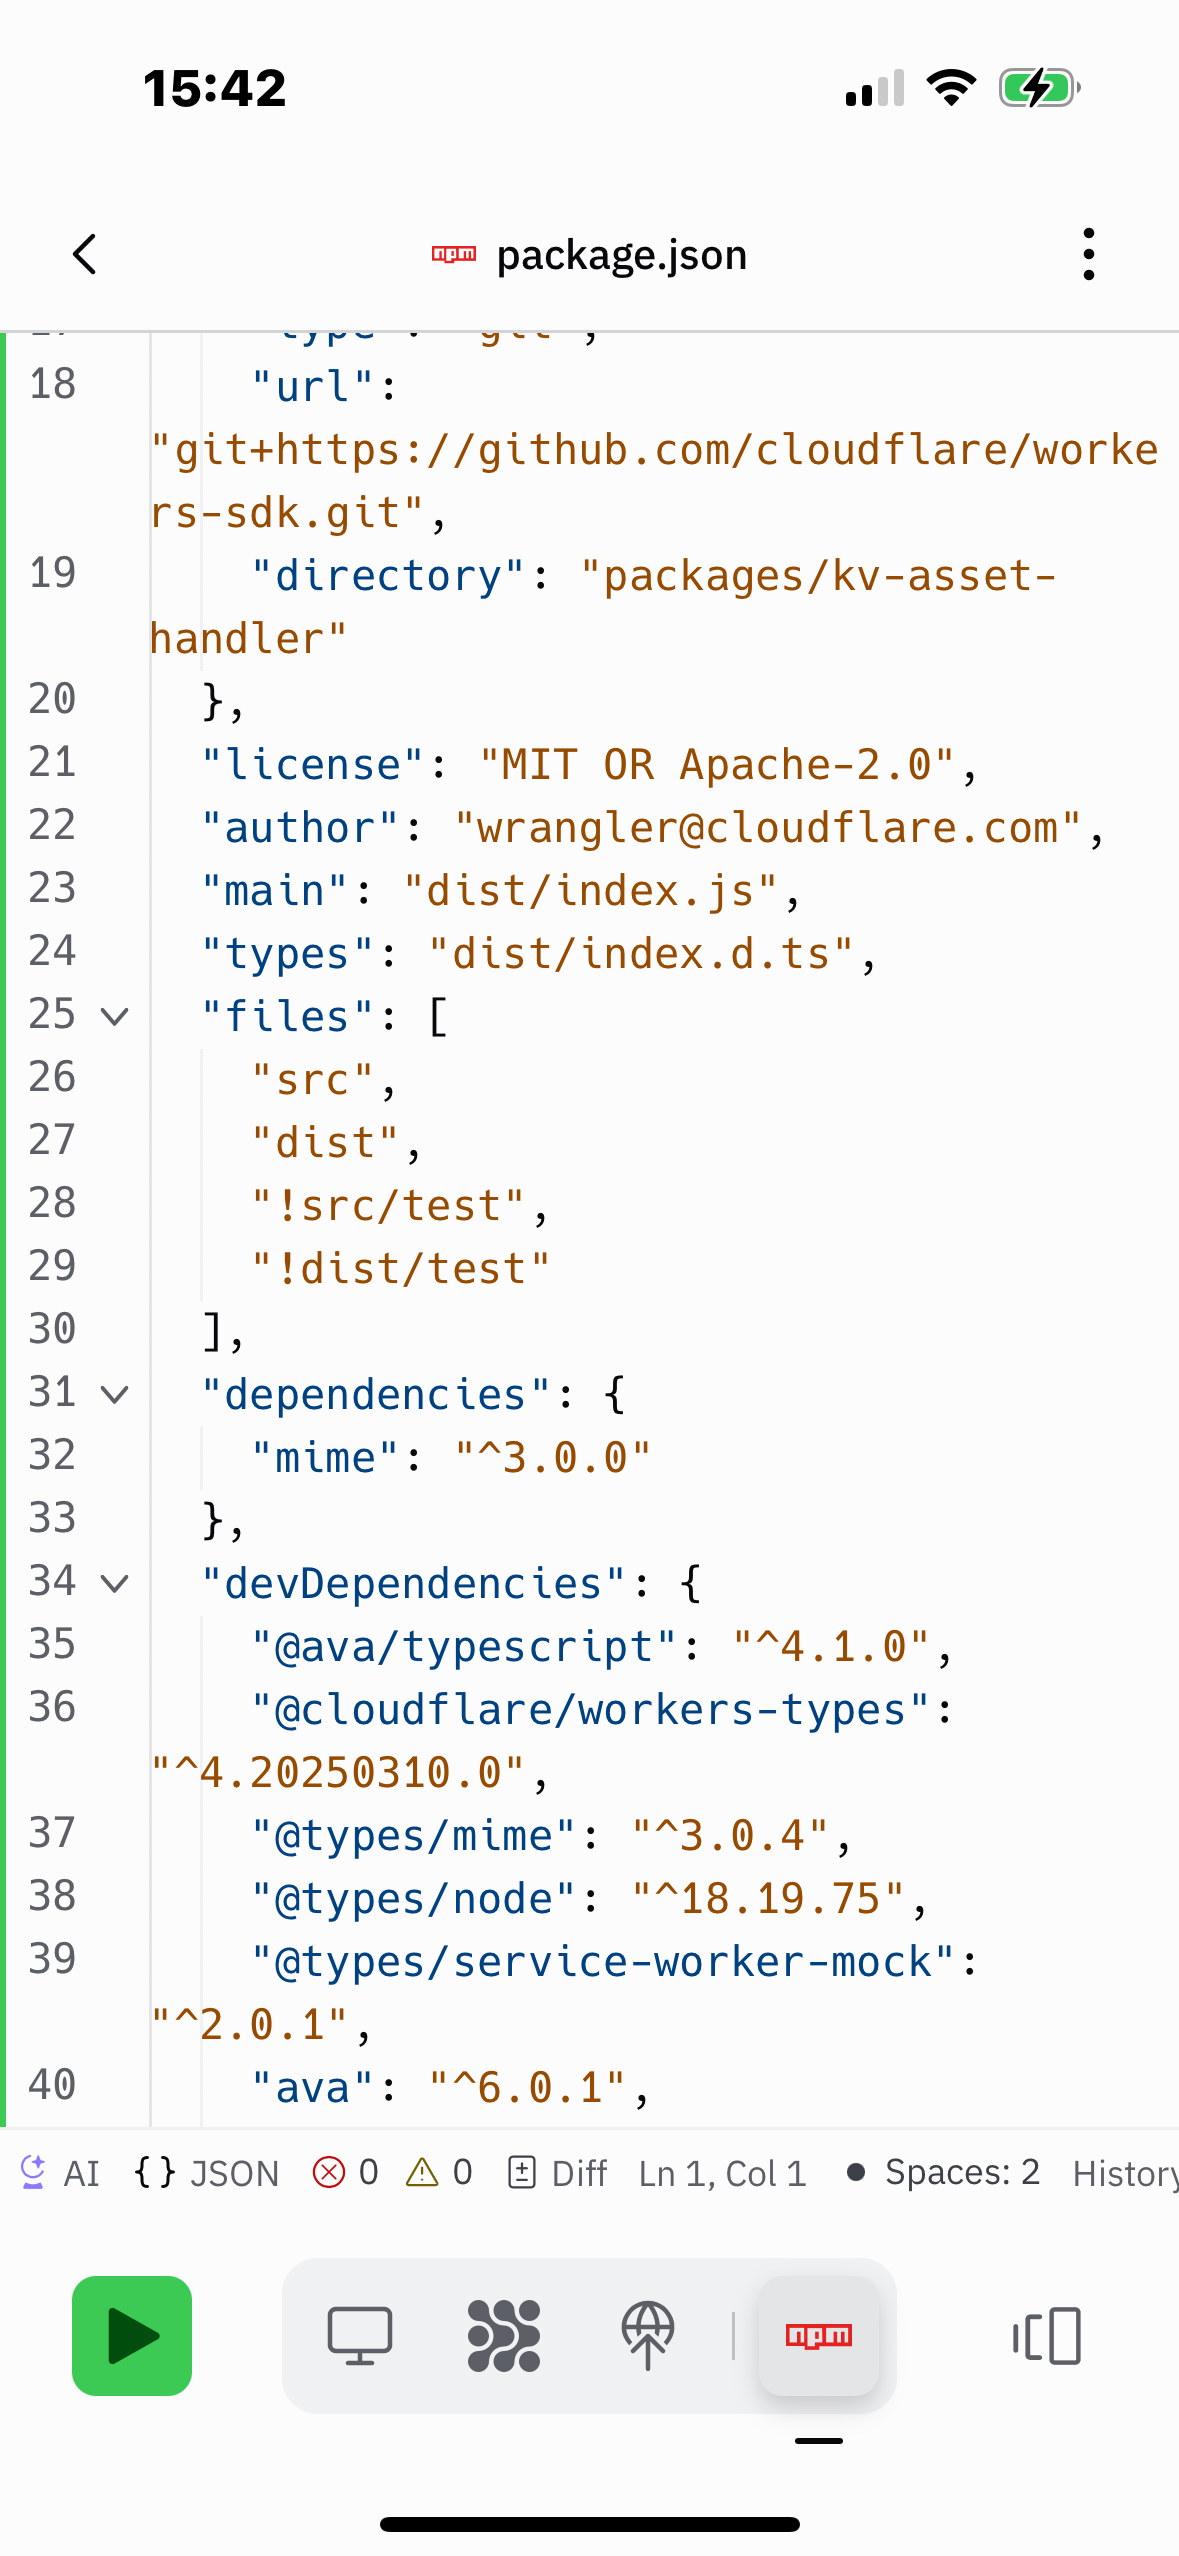 15:42
package.json
18 "url":
"git+https://github.com/cloudflare/worke
rs-sdk.git",
19 "directory": "packages/kv-asset-
handler"
20 },
21 "license": "MIT OR Apache-2.0",
22 "author": "wrangler@cloudflare.com",
23 "main": "dist/index.js",
24 "types": "dist/index.d.ts",
25 "files": [
26 "src",
27 "dist",
28 "!src/test",
29 "!dist/test"
30 ],
31 "dependencies": {
32 "mime": "^3.0.0"
33 },
34 "devDependencies": {
35 "@ava/typescript": "^4.1.0",
36 "@cloudflare/workers-types":
"^4.20250310.0",
37 "@types/mime": "^3.0.4",
38 "@types/node": "^18.19.75",
39 "@types/service-worker-mock":
"^2.0.1",
40 "ava": "^6.0.1",
AI { } JSON 0 0 Diff Ln 1, Col 1 Spaces: 2 History